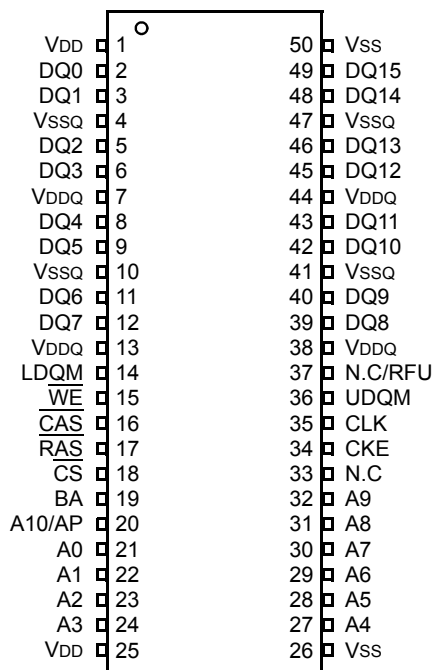 VDD 1 50 VSS
DQ0 2 49 DQ15
DQ1 3 48 DQ14
VSSQ 4 47 VSSQ
DQ2 5 46 DQ13
DQ3 6 45 DQ12
VDDQ 7 44 VDDQ
DQ4 8 43 DQ11
DQ5 9 42 DQ10
VSSQ 10 41 VSSQ
DQ6 11 40 DQ9
DQ7 12 39 DQ8
VDDQ 13 38 VDDQ
LDQM 14 37 N.C/RFU
WE 15 36 UDQM
CAS 16 35 CLK
RAS 17 34 CKE
CS 18 33 N.C
BA 19 32 A9
A10/AP 20 31 A8
A0 21 30 A7
A1 22 29 A6
A2 23 28 A5
A3 24 27 A4
VDD 25 26 VSS